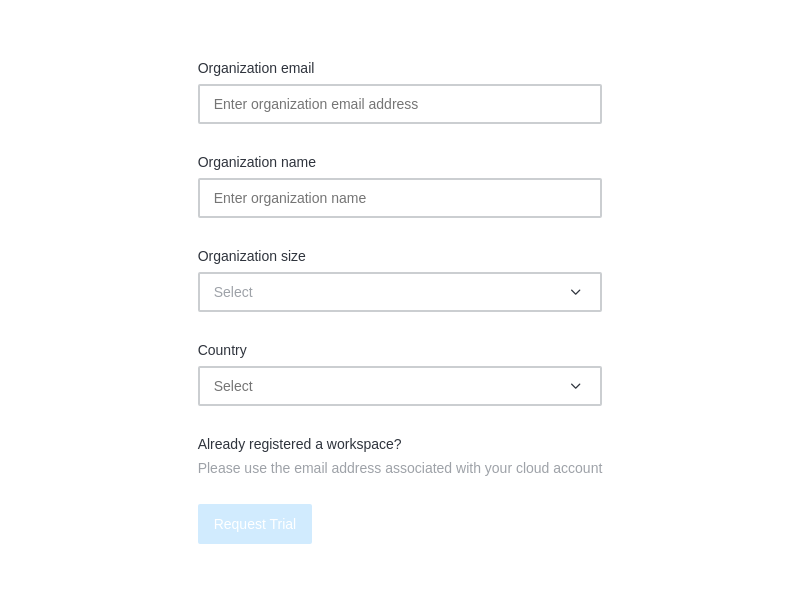 Organization email
Enter organization email address
Organization name
Enter organization name
Organization size
Select
Country
Select
Already registered a workspace?
Please use the email address associated with your cloud account
Request Trial